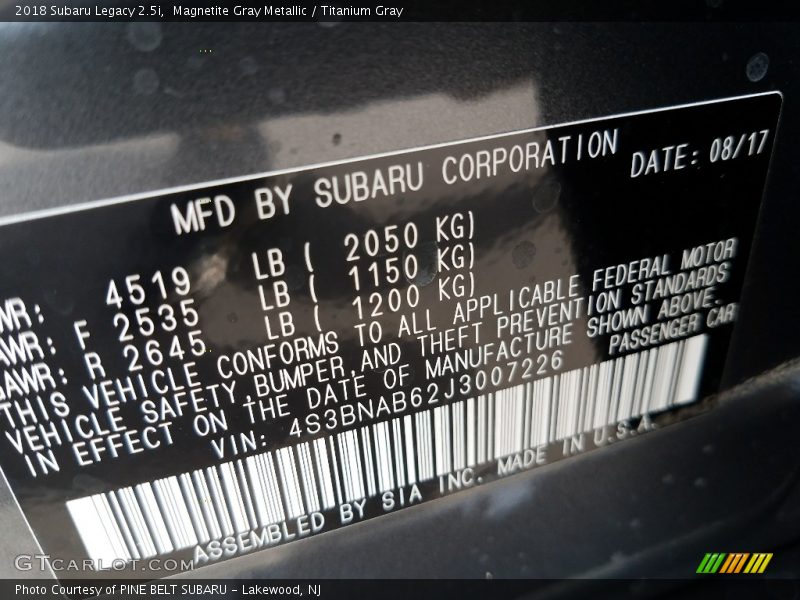 2018 Subaru Legacy 2.5i, Magnetite Gray Metallic / Titanium Gray
MFD BY SUBARU CORPORATION DATE: 08/17
WR: 4519 LB ( 2050 KG)
AWR: F 2535 LB ( 1150 KG)
GAWR: R 2645 LB ( 1200 KG)
THIS VEHICLE CONFORMS TO ALL APPLICABLE FEDERAL MOTOR
VEHICLE SAFETY,BUMPER,AND THEFT PREVENTION STANDARDS
IN EFFECT ON THE DATE OF MANUFACTURE SHOWN ABOVE.
VIN: 4S3BNAB62J3007226 PASSENGER CAR
ASSEMBLED BY SIA INC. MADE IN U.S.A.
GTCARLOT.COM
Photo Courtesy of PINE BELT SUBARU – Lakewood, NJ